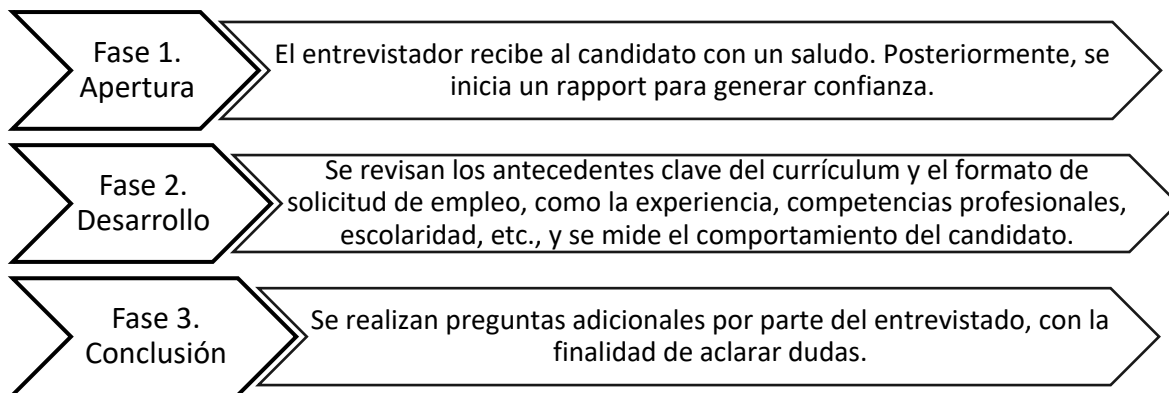 Fase 1.
Apertura
El entrevistador recibe al candidato con un saludo. Posteriormente, se
inicia un rapport para generar confianza.
Fase 2.
Desarrollo
Se revisan los antecedentes clave del currículum y el formato de
solicitud de empleo, como la experiencia, competencias profesionales,
escolaridad, etc., y se mide el comportamiento del candidato.
Fase 3.
Conclusión
Se realizan preguntas adicionales por parte del entrevistado, con la
finalidad de aclarar dudas.